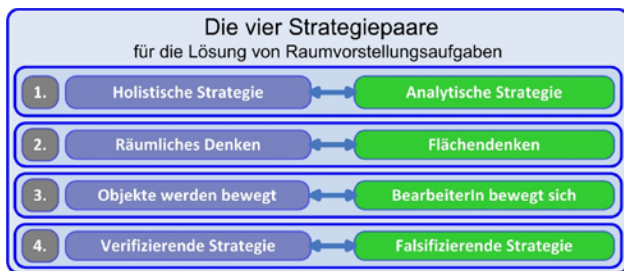 Die vier Strategiepaare
für die Lösung von Raumvorstellungsaufgaben
1. Holistische Strategie Analytische Strategie
2. Räumliches Denken Flächendenken
3. Objekte werden bewegt BearbeiterIn bewegt sich
4. Verifizierende Strategie Falsifizierende Strategie